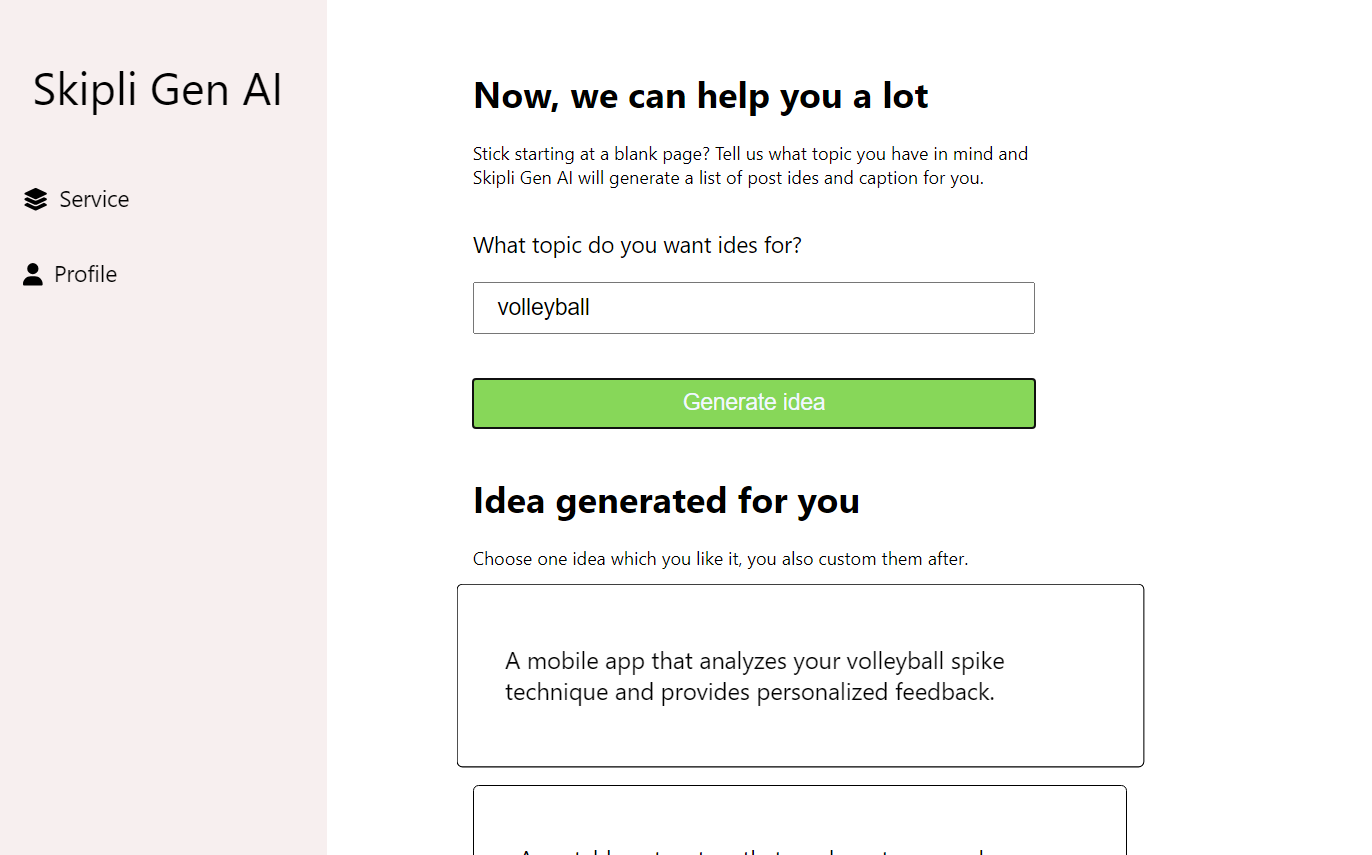 Skipli Gen AI
Service
Profile
Now, we can help you a lot
Stick starting at a blank page? Tell us what topic you have in mind and
Skipli Gen AI will generate a list of post ides and caption for you.
What topic do you want ides for?
volleyball
Generate idea
Idea generated for you
Choose one idea which you like it, you also custom them after.
A mobile app that analyzes your volleyball spike
technique and provides personalized feedback.